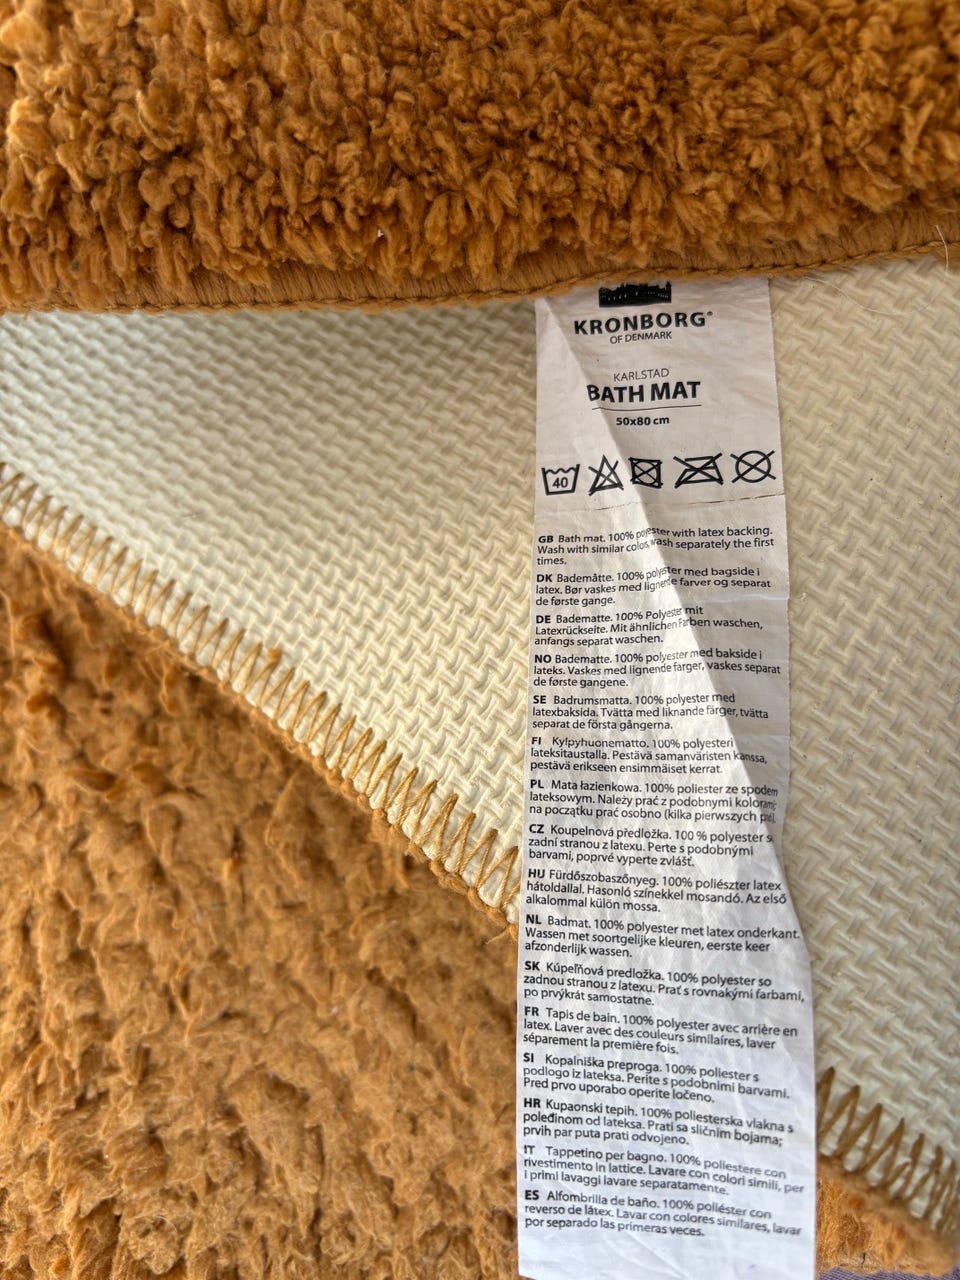 KRONBORG®
OF DENMARK
KARLSTAD
BATH MAT
50x80 cm
40
GB Bath mat. 100% polyester with latex backing.
Wash with similar colors, wash separately the first
times.
DK Bademåtte. 100% polyester med bagside i
latex. Bør vaskes med lignende farver og separat
de første gange.
DE Badematte. 100% Polyester mit
Latexrückseite. Mit ähnlichen Farben waschen,
anfangs separat waschen.
NO Badematte. 100% polyester med bakside i
lateks. Vaskes med lignende farger, vaskes separat
de første gangene.
SE Badrumsmatta. 100% polyester med
latexbaksida. Tvätta med liknande färger, tvätta
separat de första gångerna.
FI Kylpyhuonematto. 100% polyesteri
lateksitaustalla. Pestävä samanväristen kanssa,
pestävä erikseen ensimmäiset kerrat.
PL Mata łazienkowa. 100% poliester ze spodem
lateksowym. Należy prać z podobnymi kolorami;
na początku prać osobno (kilka pierwszych
CZ Koupelnová předložka. 100 % polyester s
zadní stranou z latexu. Perte s podobnými
barvami, poprvé vyperte zvlášť.
HU Fürdőszobaszőnyeg. 100% poliészter latex
hátoldallal. Hasonló színekkel mosandó. Az első
alkalommal külön mossa.
NL Badmat. 100% polyester met latex onderkant.
Wassen met soortgelijke kleuren, eerste keer
afzonderlijk wassen.
SK Kúpeľňová predložka. 100% polyester so
zadnou stranou z latexu. Prať s rovnakými farbami,
po prvýkrát samostatne.
FR Tapis de bain. 100% polyester avec arrière en
latex. Laver avec des couleurs similaires, laver
séparement la première fois.
SI Kopalniška preproga. 100% poliester s
podlogo iz lateksa. Perite s podobnimi barvami.
Pred prvo uporabo operite ločeno.
HR Kupaonski tepih. 100% poliesterska vlakna s
poleđinom od lateksa. Prati sa sličnim bojama;
prvih par puta prati odvojeno.
IT Tappetino per bagno. 100% poliestere con
rivestimento in lattice. Lavare con colori simili, per
i primi lavaggi lavare separatamente.
ES Alfombrilla de baño. 100% poliéster con
reverso de látex. Lavar con colores similares, lavar
por separado las primeras veces.